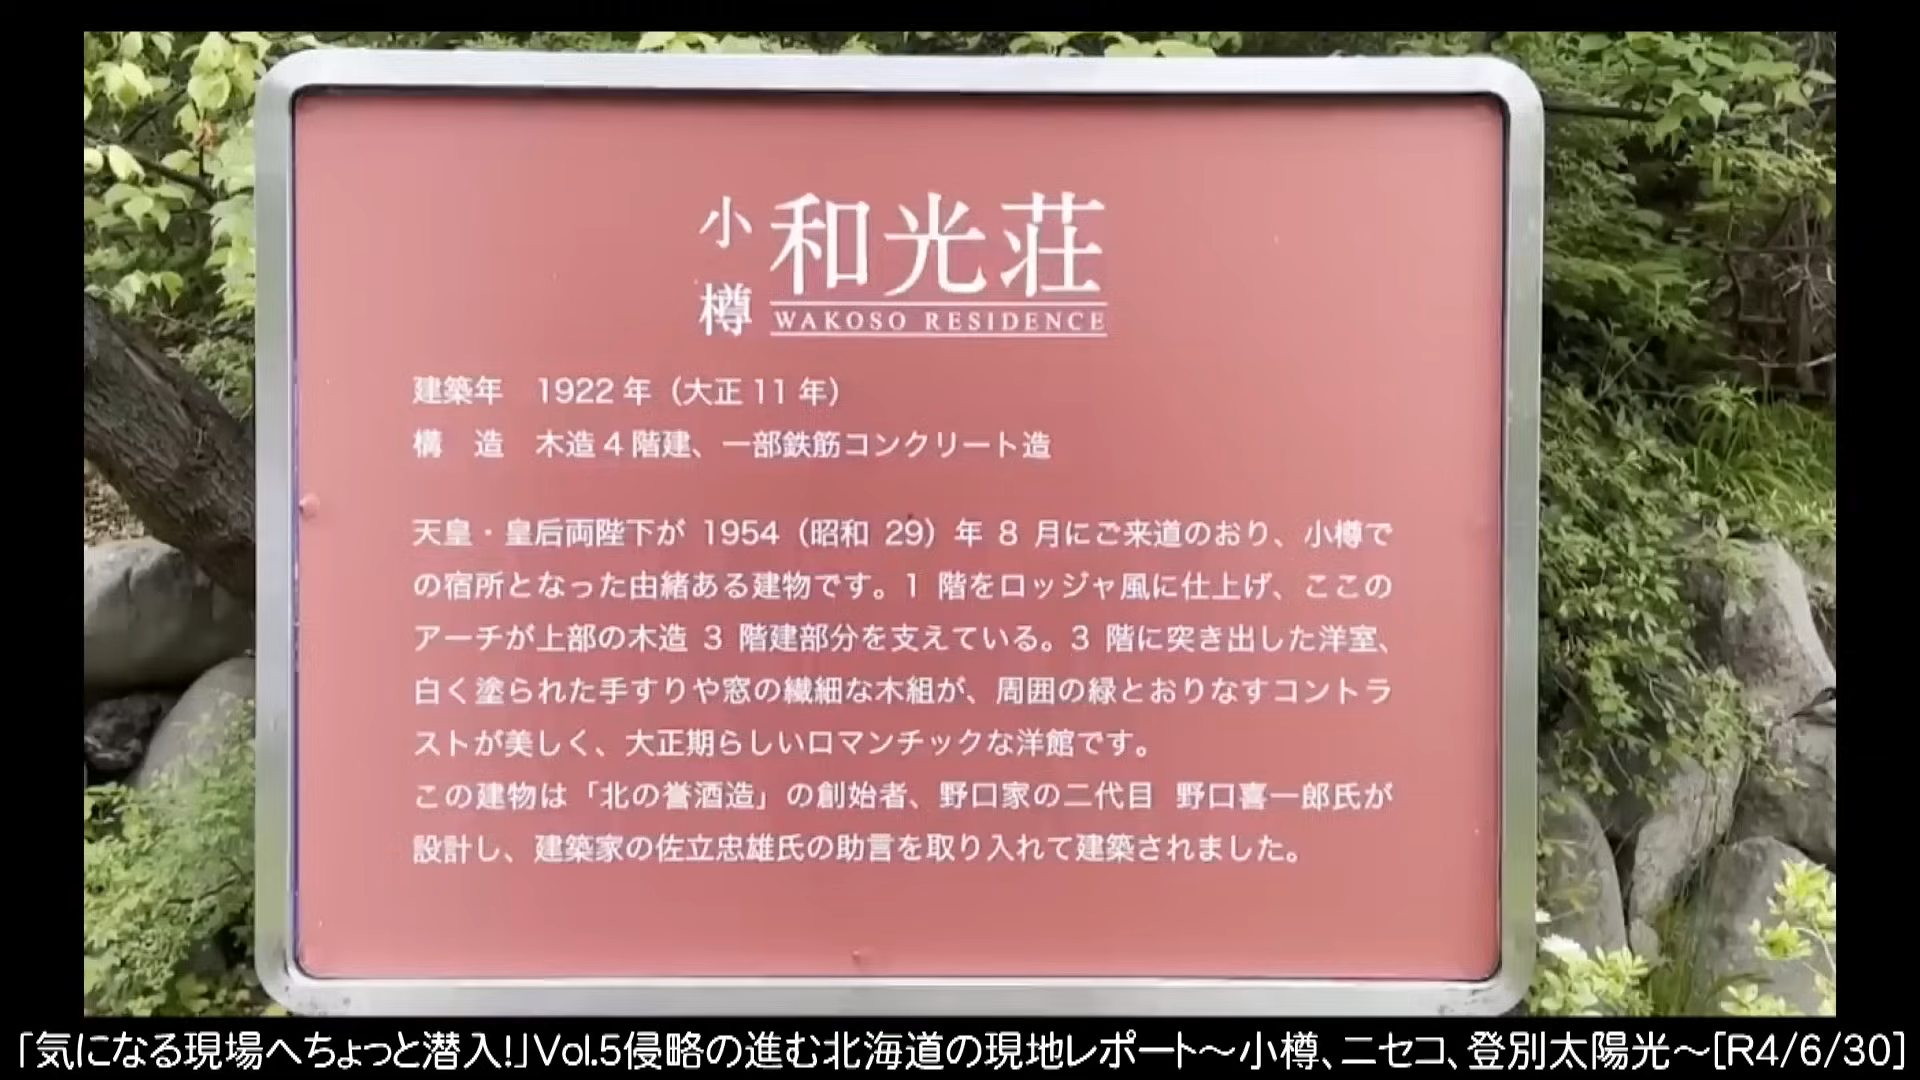 小樽 和光荘
WAKOSO RESIDENCE
建築年　1922 年（大正 11 年）
構　造　木造 4 階建、一部鉄筋コンクリート造
天皇・皇后両陛下が 1954（昭和 29）年 8 月にご来道のおり、小樽で
の宿所となった由緒ある建物です。1 階をロッジャ風に仕上げ、ここの
アーチが上部の木造 3 階建部分を支えている。3 階に突き出した洋室、
白く塗られた手すりや窓の繊細な木組が、周囲の緑とおりなすコントラ
ストが美しく、大正期らしいロマンチックな洋館です。
この建物は「北の誉酒造」の創始者、野口家の二代目 野口喜一郎氏が
設計し、建築家の佐立忠雄氏の助言を取り入れて建築されました。
「気になる現場へちょっと潜入!」Vol.5侵略の進む北海道の現地レポート～小樽、ニセコ、登別太陽光～[R4/6/30]